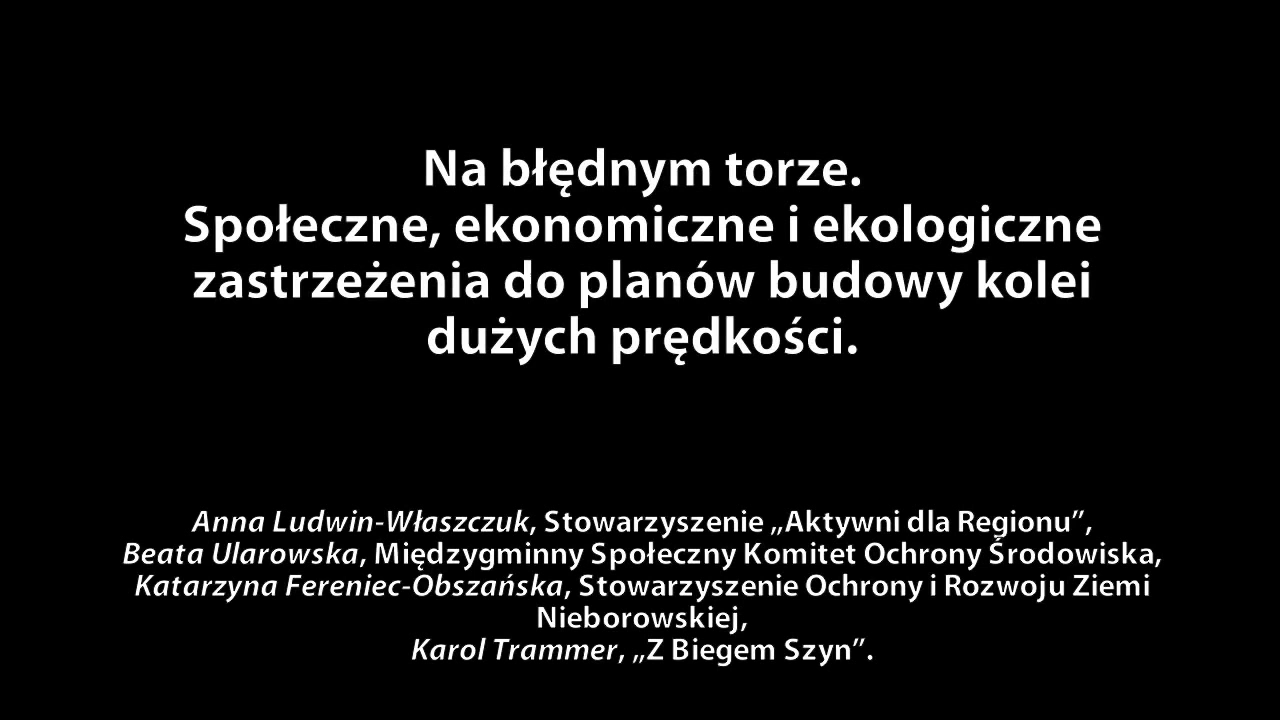 Na błędnym torze.
Społeczne, ekonomiczne i ekologiczne
zastrzeżenia do planów budowy kolei
dużych prędkości.
Anna Ludwin-Właszczuk, Stowarzyszenie „Aktywni dla Regionu”,
Beata Ularowska, Międzygminny Społeczny Komitet Ochrony Środowiska,
Katarzyna Fereniec-Obszańska, Stowarzyszenie Ochrony i Rozwoju Ziemi
Nieborowskiej,
Karol Trammer, „Z Biegem Szyn”.